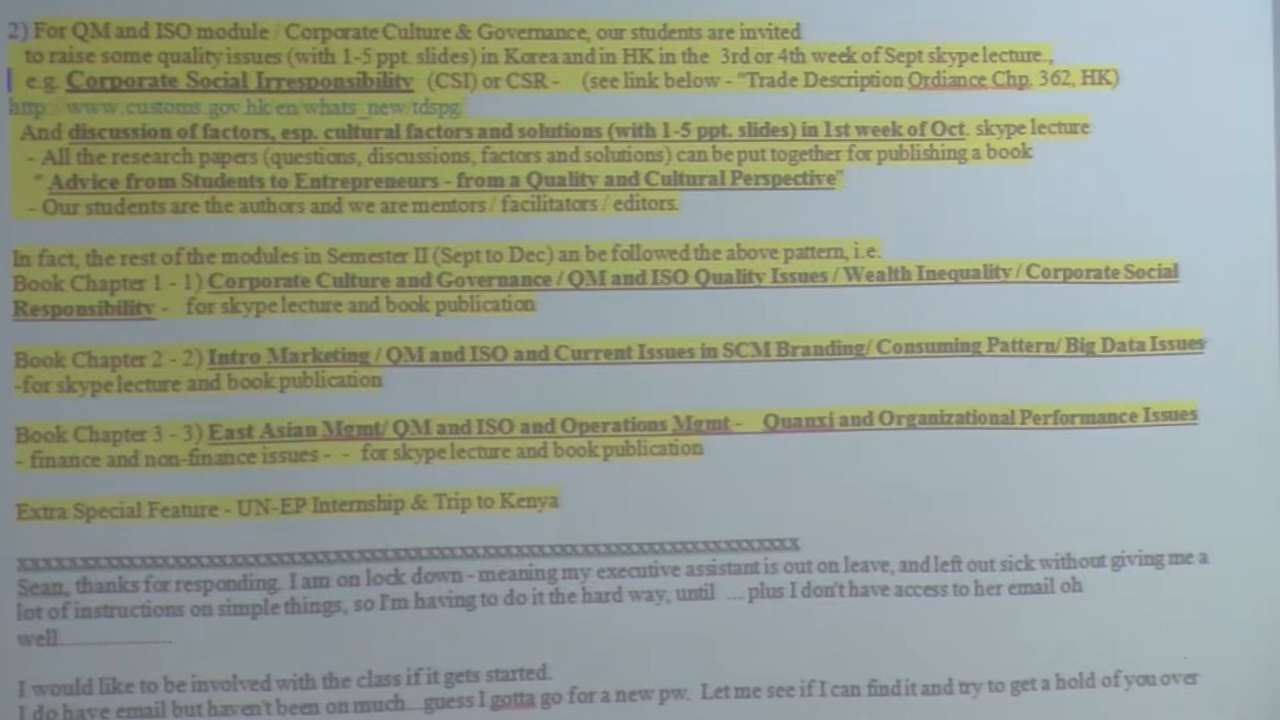 2) For QM and ISO module / Corporate Culture & Governance, our students are invited
to raise some quality issues (with 1-5 ppt. slides) in Korea and in HK in the 3rd or 4th week of Sept skype lecture.,
e.g. Corporate Social Irresponsibility (CSI) or CSR - (see link below - "Trade Description Ordiance Chp. 362, HK)
http://www.customs.gov.hk/en/whats_new/tdspg
And discussion of factors, esp. cultural factors and solutions (with 1-5 ppt. slides) in 1st week of Oct. skype lecture
- All the research papers (questions, discussions, factors and solutions) can be put together for publishing a book
" Advice from Students to Entrepreneurs - from a Quality and Cultural Perspective"
- Our students are the authors and we are mentors / facilitators / editors.
In fact, the rest of the modules in Semester II (Sept to Dec) an be followed the above pattern, i.e.
Book Chapter 1 - 1) Corporate Culture and Governance / QM and ISO Quality Issues / Wealth Inequality / Corporate Social
Responsibility - for skype lecture and book publication
Book Chapter 2 - 2) Intro Marketing / QM and ISO and Current Issues in SCM Branding/ Consuming Pattern/ Big Data Issues
-for skype lecture and book publication
Book Chapter 3 - 3) East Asian Mgmt/ QM and ISO and Operations Mgmt - Quanxi and Organizational Performance Issues
- finance and non-finance issues - - for skype lecture and book publication
Extra Special Feature - UN-EP Internship & Trip to Kenya
Sean, thanks for responding. I am on lock down - meaning my executive assistant is out on leave, and left out sick without giving me a
lot of instructions on simple things, so I'm having to do it the hard way, until ... plus I don't have access to her email oh
well....................
I would like to be involved with the class if it gets started.
I do have email but haven't been on much...guess I gotta go for a new pw. Let me see if I can find it and try to get a hold of you over